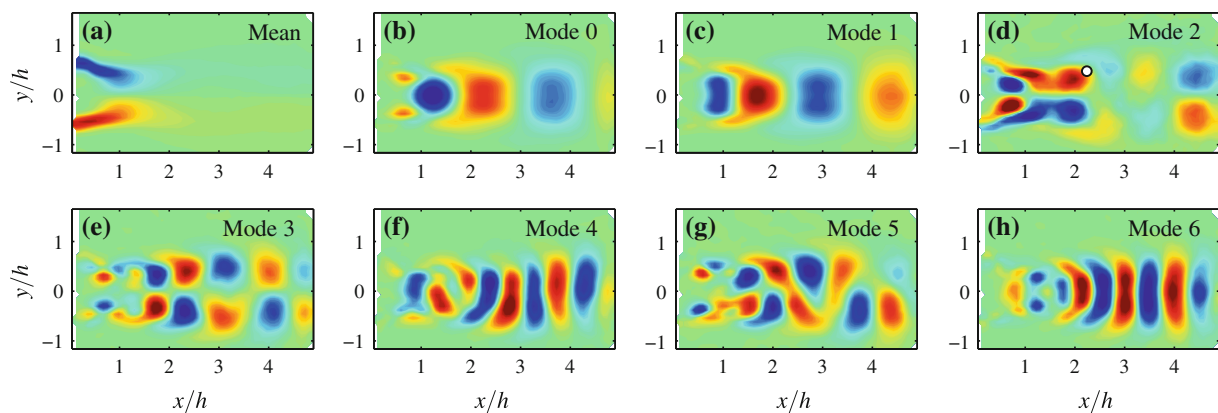 (a) Mean
(b) Mode 0
(c) Mode 1
(d) Mode 2
y/h
1
0
−1
1 2 3 4
1
0
−1
1 2 3 4
1
0
−1
1 2 3 4
1
0
−1
1 2 3 4
(e) Mode 3
(f) Mode 4
(g) Mode 5
(h) Mode 6
y/h
1
0
−1
1 2 3 4
1
0
−1
1 2 3 4
1
0
−1
1 2 3 4
1
0
−1
1 2 3 4
x/h
x/h
x/h
x/h